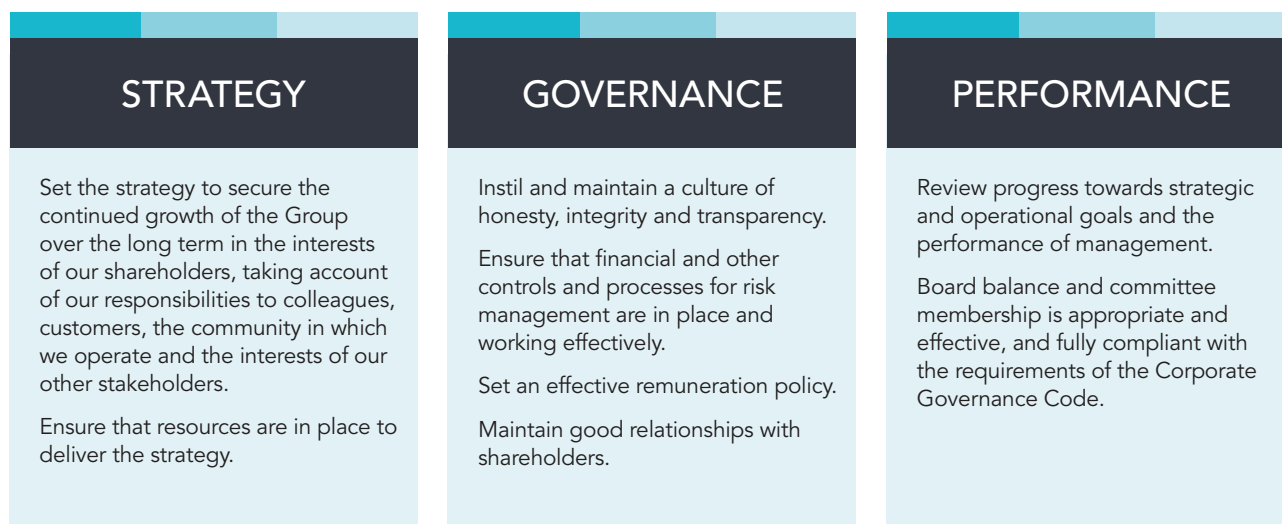 STRATEGY
Set the strategy to secure the
continued growth of the Group
over the long term in the interests
of our shareholders, taking account
of our responsibilities to colleagues,
customers, the community in which
we operate and the interests of our
other stakeholders.
Ensure that resources are in place to
deliver the strategy.
GOVERNANCE
Instil and maintain a culture of
honesty, integrity and transparency.
Ensure that financial and other
controls and processes for risk
management are in place and
working effectively.
Set an effective remuneration policy.
Maintain good relationships with
shareholders.
PERFORMANCE
Review progress towards strategic
and operational goals and the
performance of management.
Board balance and committee
membership is appropriate and
effective, and fully compliant with
the requirements of the Corporate
Governance Code.